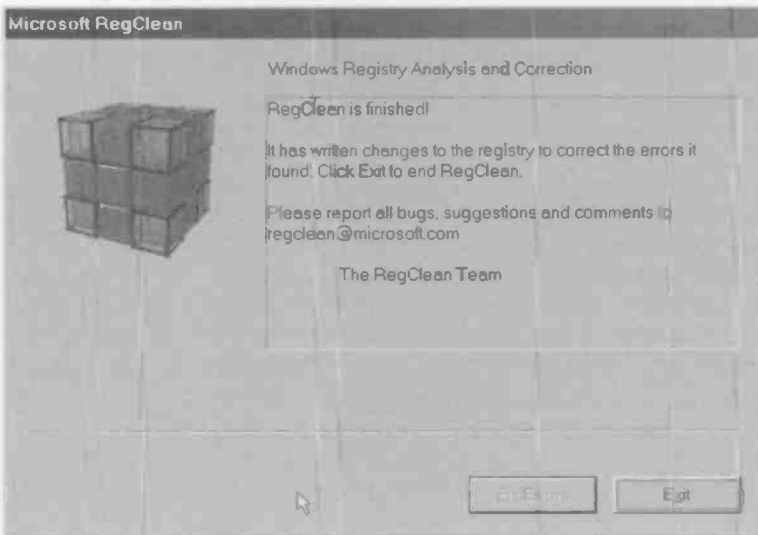 Microsoft RegClean
Windows Registry Analysis and Correction
RegClean is finished!
It has written changes to the registry to correct the errors it
found. Click Exit to end RegClean.
Please report all bugs, suggestions and comments to
regclean@microsoft.com
The RegClean Team
Fix Errors
Exit